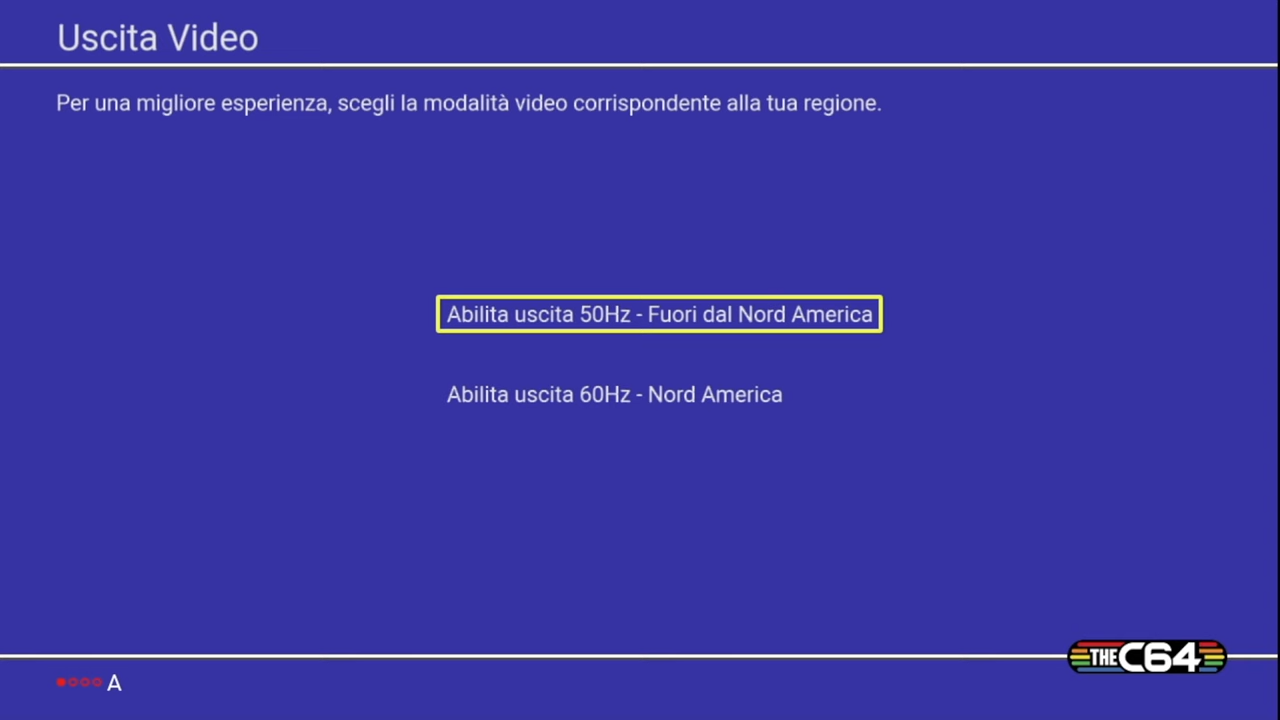 Uscita Video
Per una migliore esperienza, scegli la modalità video corrispondente alla tua regione.
Abilita uscita 50Hz - Fuori dal Nord America
Abilita uscita 60Hz - Nord America
THEC64
A